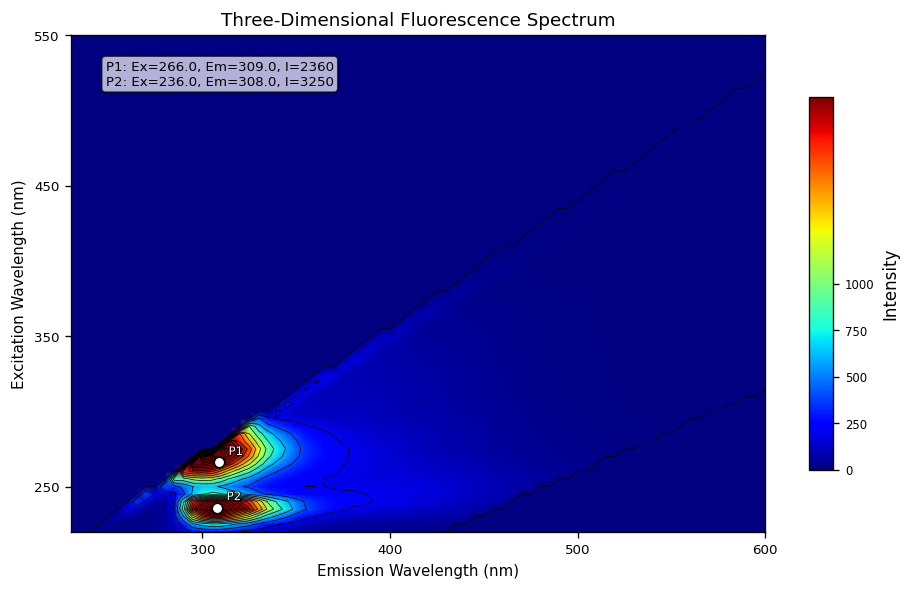 Three-Dimensional Fluorescence Spectrum
P1: Ex=266.0, Em=309.0, I=2360
P2: Ex=236.0, Em=308.0, I=3250
550
450
350
250
Excitation Wavelength (nm)
P1
P2
300
400
500
600
Emission Wavelength (nm)
1000
750
500
250
0
Intensity